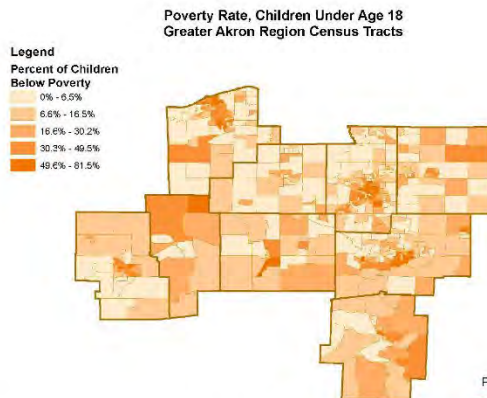 Poverty Rate, Children Under Age 18
Greater Akron Region Census Tracts
Legend
Percent of Children
Below Poverty
0% - 6.5%
6.6% - 16.5%
16.6% - 30.2%
30.3% - 49.5%
49.6% - 81.5%
P